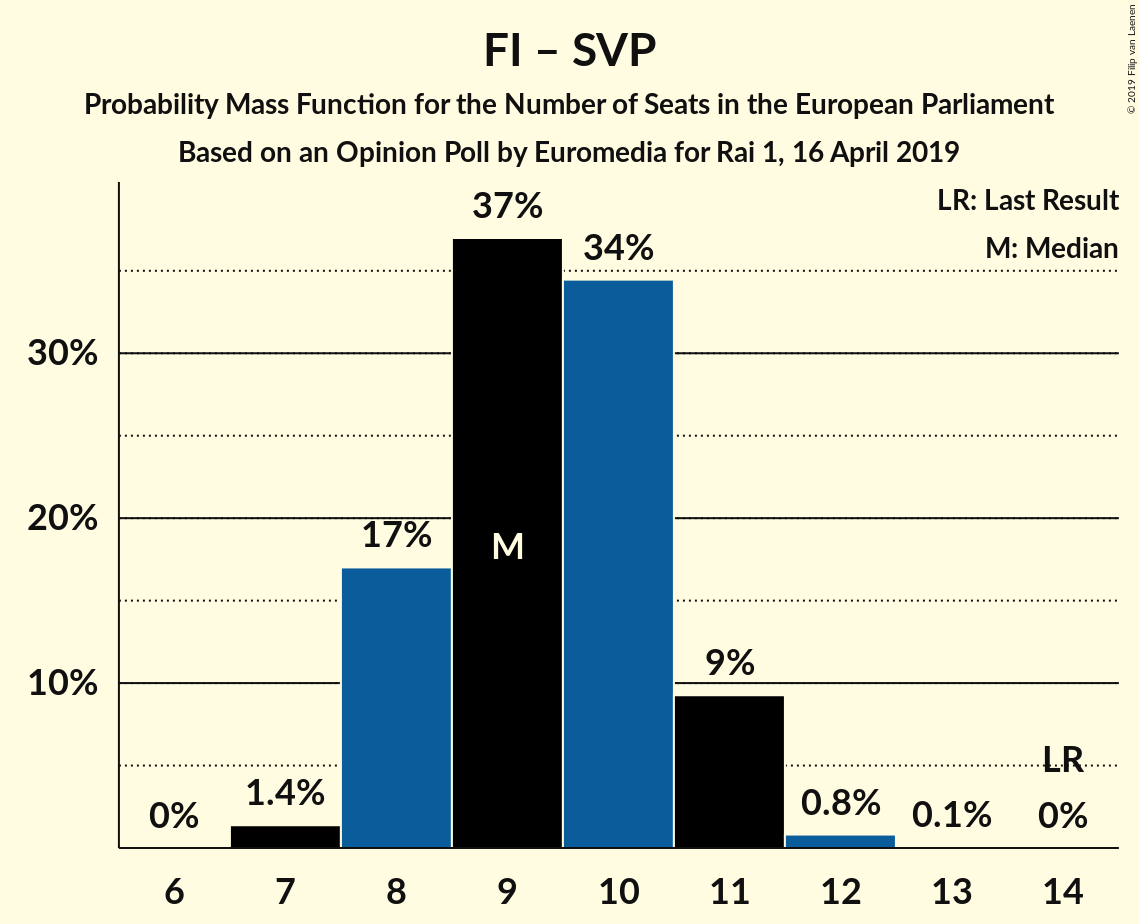 FI – SVP
Probability Mass Function for the Number of Seats in the European Parliament
Based on an Opinion Poll by Euromedia for Rai 1, 16 April 2019
© 2019 Filip van Laenen
LR: Last Result
M: Median
37%
34%
30%
20%
17%
M
10%
9%
LR
0%
1.4%
0.8%
0.1%
0%
6 7 8 9 10 11 12 13 14